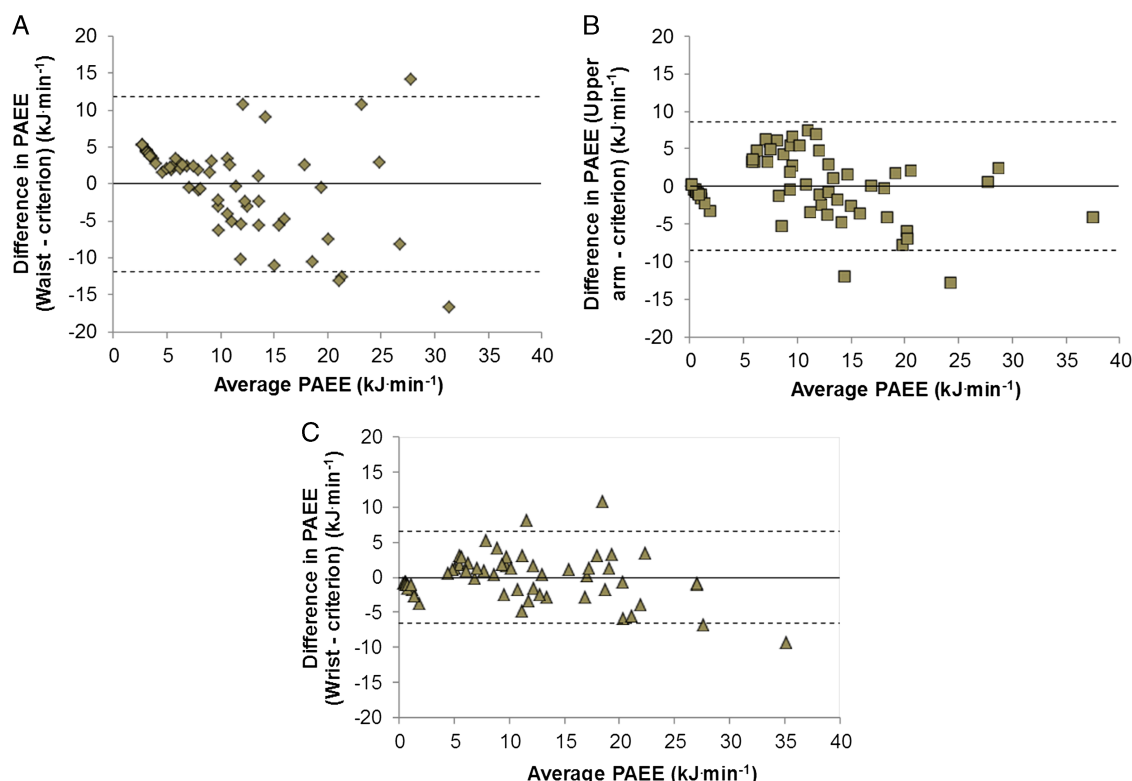 A
Difference in PAEE
(Waist - criterion) (kJ·min⁻¹)
20
15
10
5
0
-5
-10
-15
-20
0 5 10 15 20 25 30 35 40
Average PAEE (kJ·min⁻¹)
B
Difference in PAEE (Upper
arm - criterion) (kJ·min⁻¹)
20
15
10
5
0
-5
-10
-15
-20
0 5 10 15 20 25 30 35 40
Average PAEE (kJ·min⁻¹)
C
Difference in PAEE
(Wrist - criterion) (kJ·min⁻¹)
20
15
10
5
0
-5
-10
-15
-20
0 5 10 15 20 25 30 35 40
Average PAEE (kJ·min⁻¹)